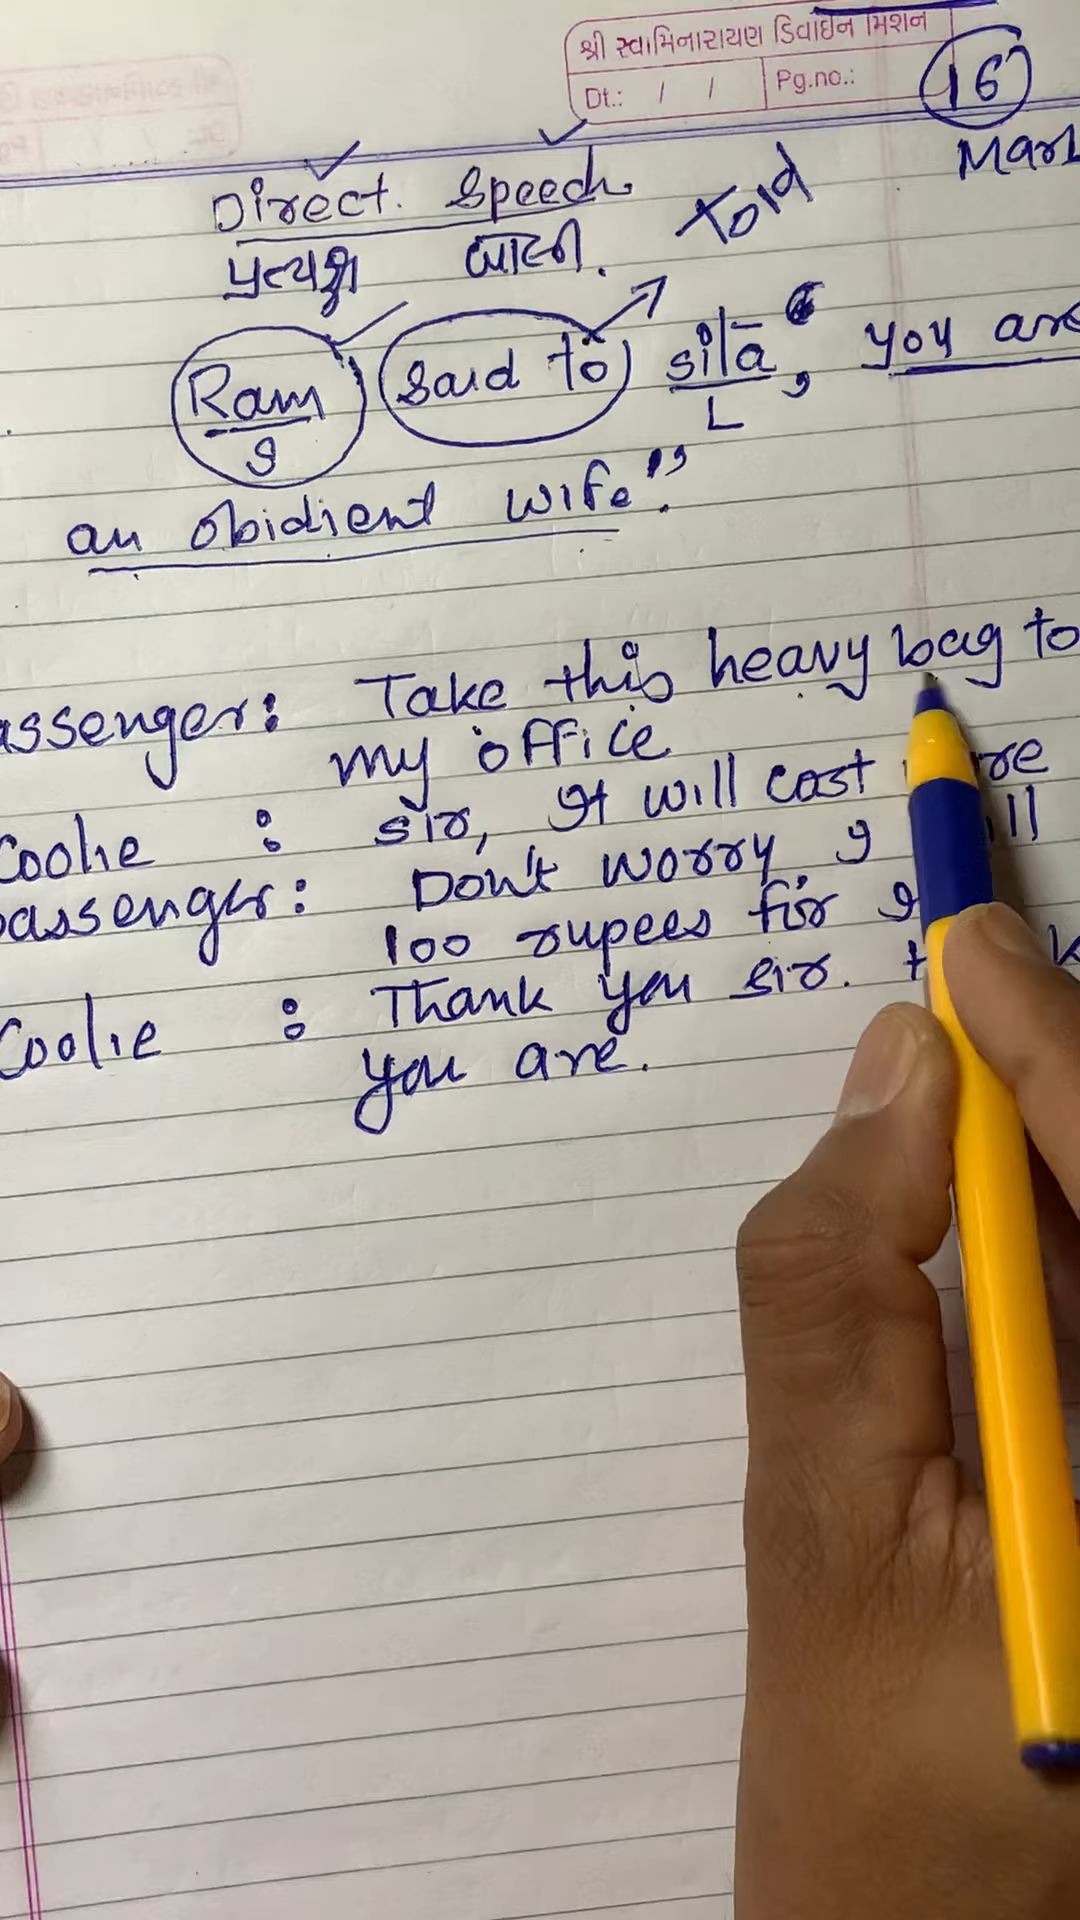 શ્રી સ્વામિનારાયણ ડિવાઈન મિશન
Dt.: / / Pg.no.:
16
Direct. Speech
પ્રત્યક્ષ
Told
Ram said to sita, "you are
I
an obidient wife."
assenger: Take this heavy bag to
my office
Coolie : sir, It will cost
passenger: Don't worry I
100 rupees for
Coolie : Thank you sir.
you are.